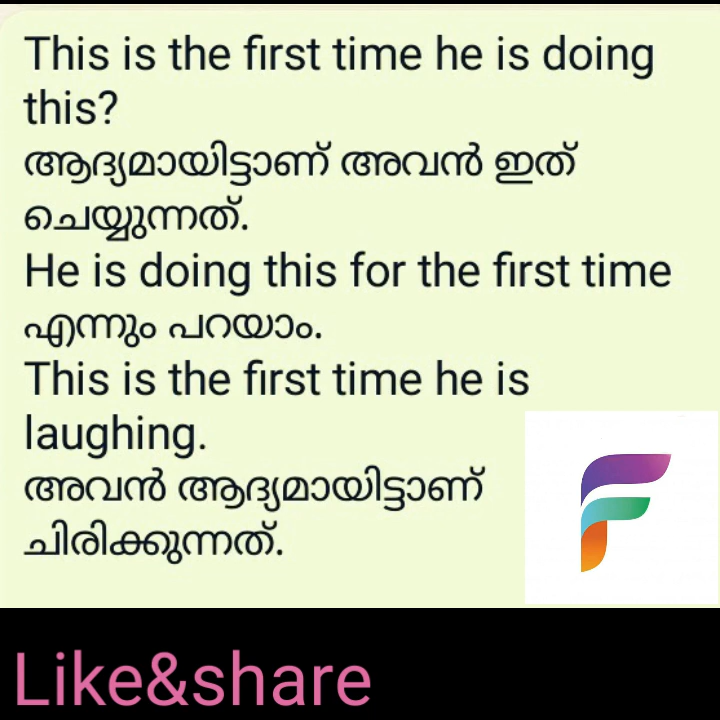 This is the first time he is doing
this?
ആദ്യമായിട്ടാണ് അവൻ ഇത്
ചെയ്യുന്നത്.
He is doing this for the first time
എന്നും പറയാം.
This is the first time he is
laughing.
അവൻ ആദ്യമായിട്ടാണ്
ചിരിക്കുന്നത്.
Like&share